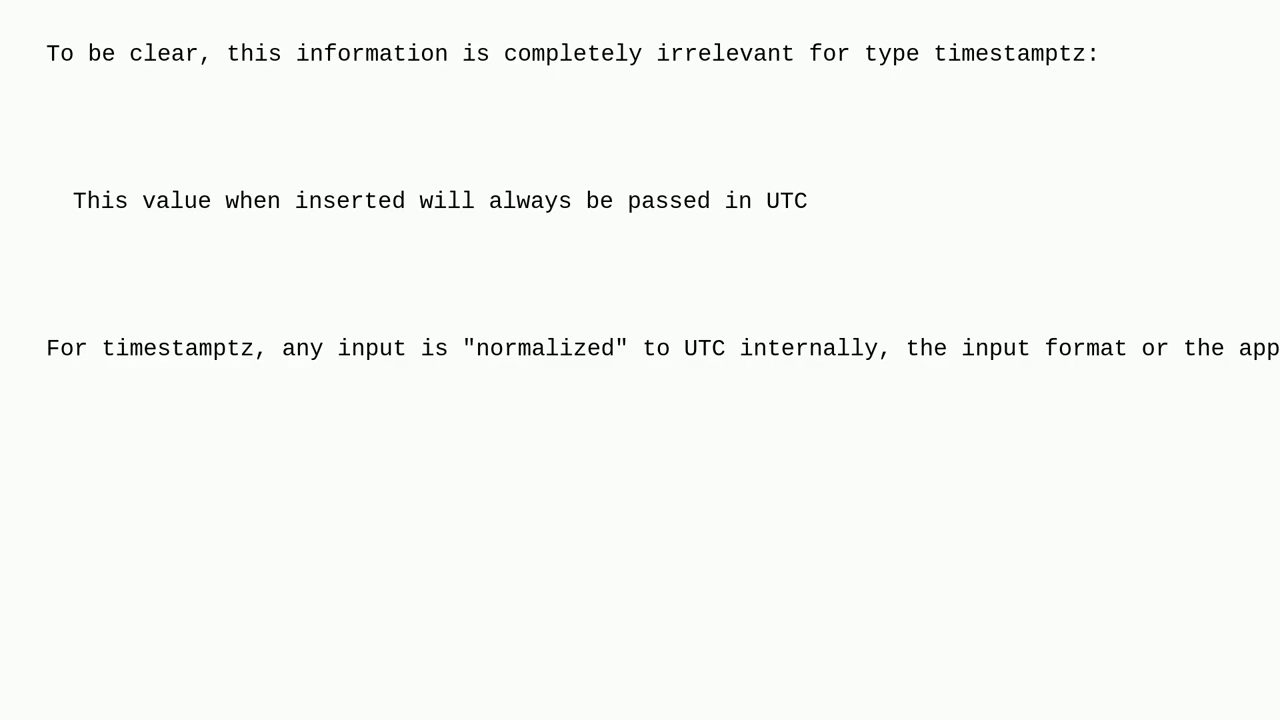 To be clear, this information is completely irrelevant for type timestamptz:
This value when inserted will always be passed in UTC
For timestamptz, any input is "normalized" to UTC internally, the input format or the app